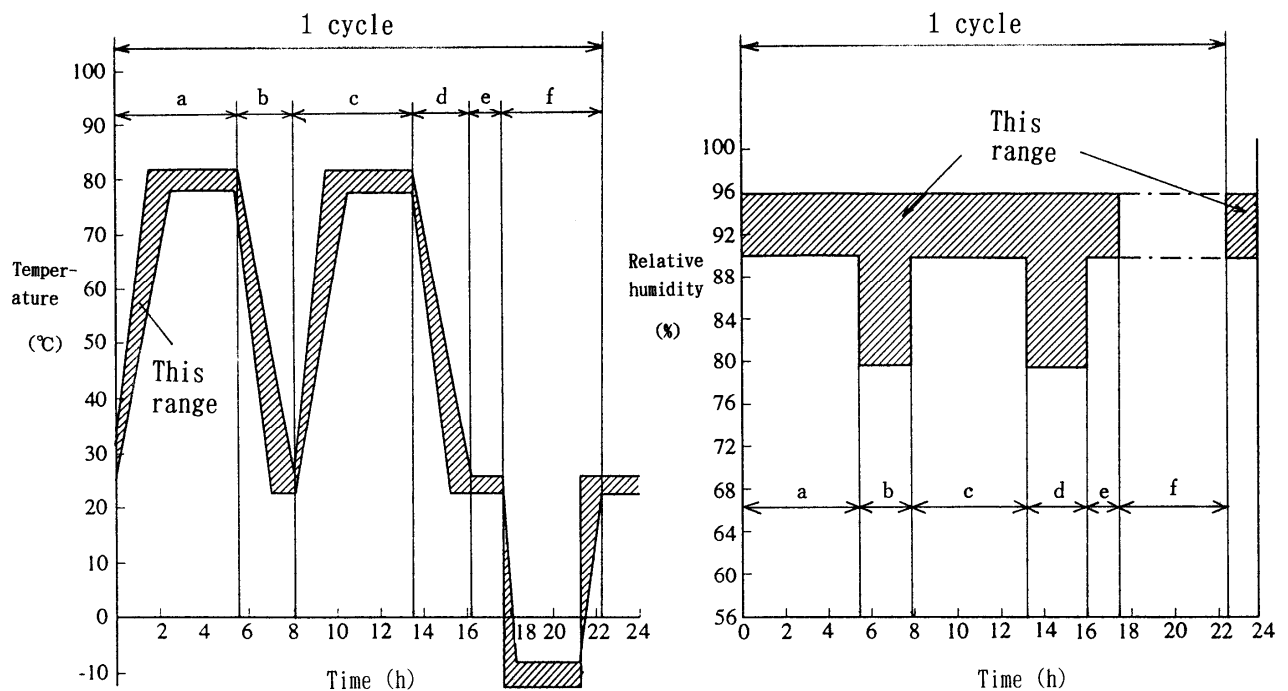 1 cycle
100
a b c d e f
90
80
70
Temper-
ature
(℃)
60
50
40
This
range
30
20
10
0
-10
0 2 4 6 8 10 12 14 16 18 20 22 24
Time (h)
1 cycle
This
range
100
96
92
Relative
humidity
(%)
88
84
80
76
72
68
a b c d e f
64
60
56
0 2 4 6 8 10 12 14 16 18 20 22 24
Time (h)